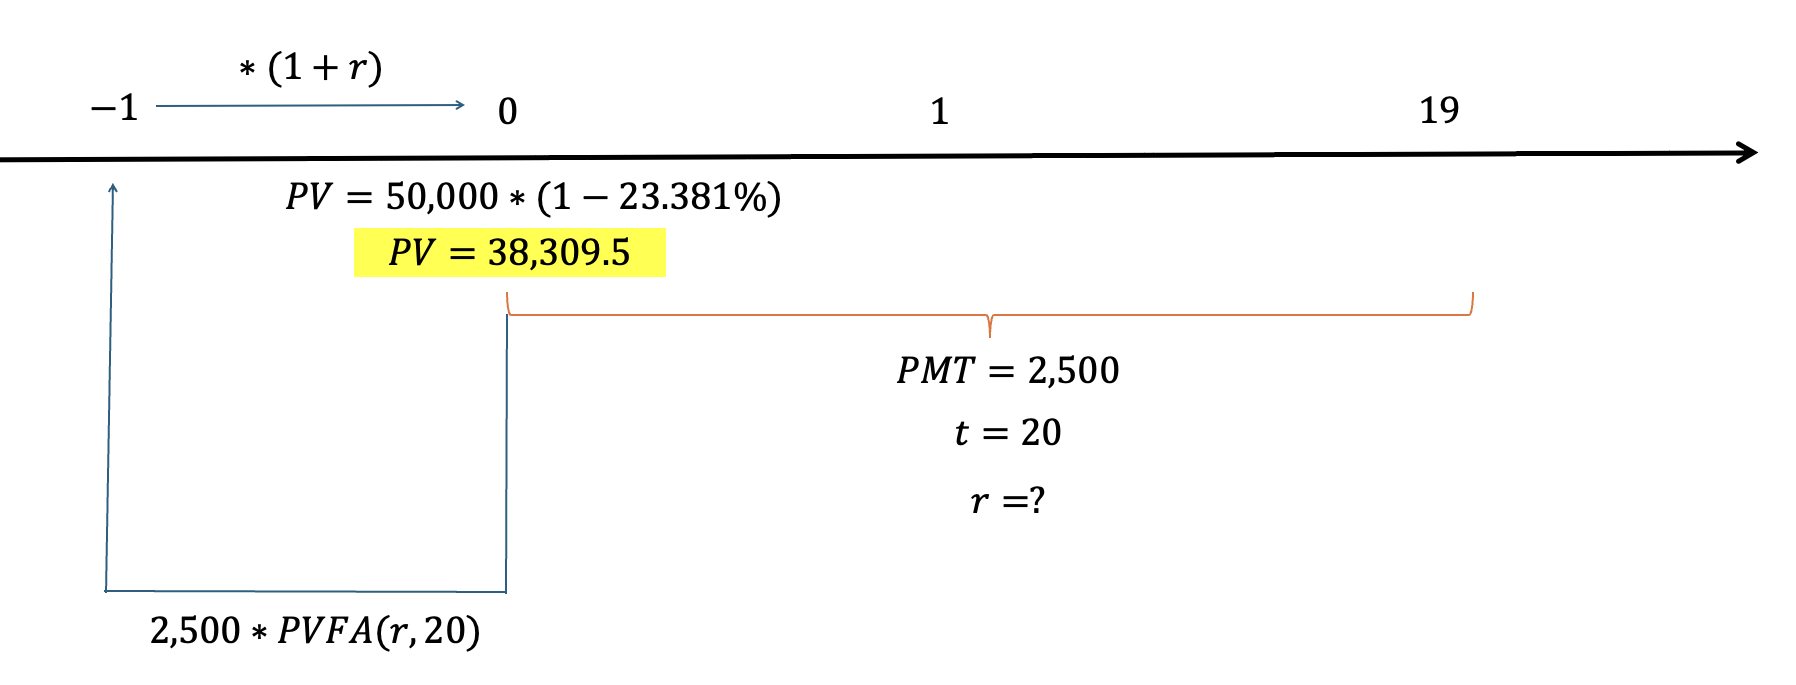 ∗ (1 + r)
−1
0
1
19
PV = 50,000 ∗ (1 − 23.381%)
PV = 38,309.5
PMT = 2,500
t = 20
r =?
2,500 ∗ PVFA(r, 20)